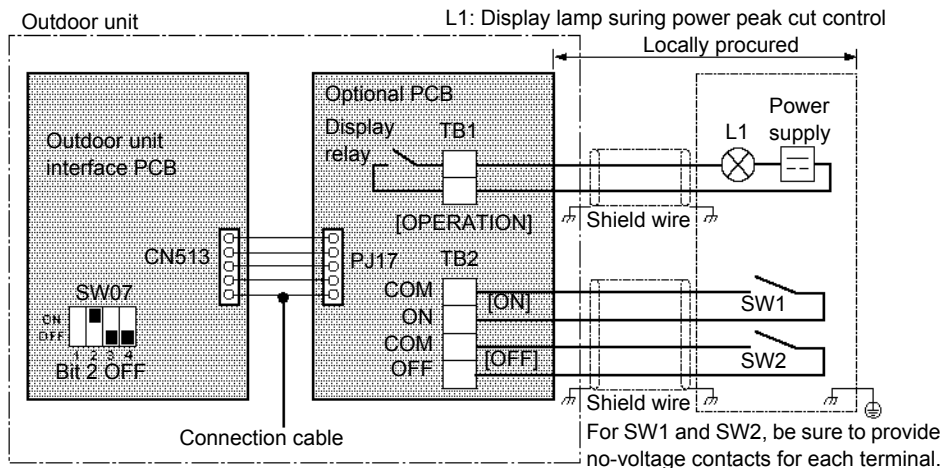 Outdoor unit
L1: Display lamp suring power peak cut control
Locally procured
Optional PCB
Display
relay
TB1
L1
Power
supply
Outdoor unit
interface PCB
[OPERATION]
Shield wire
CN513
PJ17
TB2
COM
[ON]
ON
SW1
COM
[OFF]
OFF
SW2
SW07
ON
OFF
1 2 3 4
Bit 2 OFF
Shield wire
Connection cable
For SW1 and SW2, be sure to provide
no-voltage contacts for each terminal.